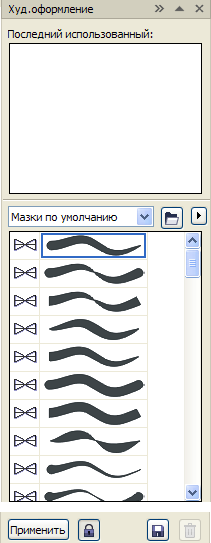 Худ.оформление
Последний использованный:
Мазки по умолчанию
Применить